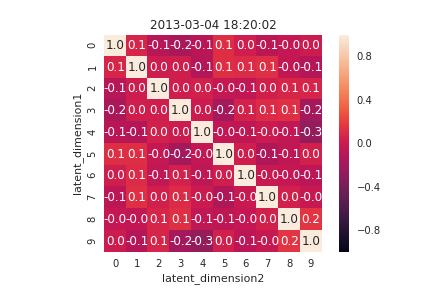 2013-03-04 18:20:02
0 1.0 0.1 -0.1 -0.2 -0.1 0.1 0.0 -0.1 -0.0 0.0
1 0.1 1.0 0.0 0.0 -0.1 0.1 0.1 0.1 -0.0 -0.1
2 -0.1 0.0 1.0 0.0 0.0 -0.0 -0.1 0.0 0.1 0.1
3 -0.2 0.0 0.0 1.0 0.0 -0.2 0.1 0.1 0.1 -0.2
4 -0.1 -0.1 0.0 0.0 1.0 -0.0 -0.1 -0.0 -0.1 -0.3
5 0.1 0.1 -0.0 -0.2 -0.0 1.0 0.0 -0.1 -0.1 0.0
6 0.0 0.1 -0.1 0.1 -0.1 0.0 1.0 -0.0 -0.0 -0.1
7 -0.1 0.1 0.0 0.1 -0.0 -0.1 -0.0 1.0 0.0 -0.0
8 -0.0 -0.0 0.1 0.1 -0.1 -0.1 -0.0 0.0 1.0 0.2
9 0.0 -0.1 0.1 -0.2 -0.3 0.0 -0.1 -0.0 0.2 1.0
0 1 2 3 4 5 6 7 8 9
latent_dimension2
latent_dimension1
0.8
0.4
0.0
-0.4
-0.8